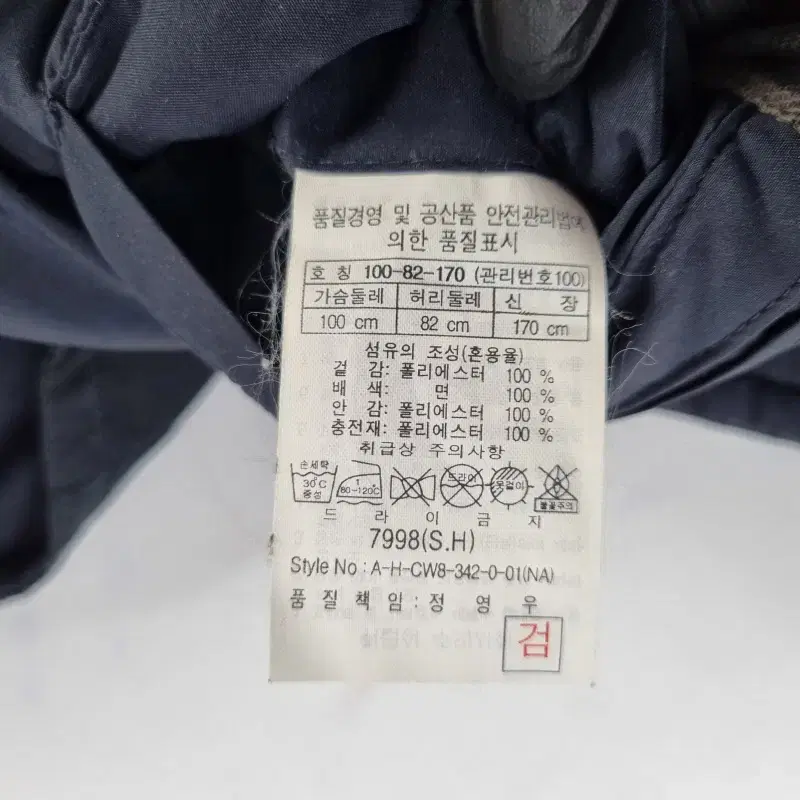 품질경영 및 공산품 안전관리법에
의한 품질표시
호 칭 100-82-170 (관리번호100)
가슴둘레 허리둘레 신 장
100 cm 82 cm 170 cm
섬유의 조성(혼용율)
겉 감: 폴리에스터 100 %
배 색: 면 100 %
안 감: 폴리에스터 100 %
충전재: 폴리에스터 100 %
취급상 주의사항
손세탁 30°C 중성 1 80-120°C 드라이 옷걸이 불꽃주의
드 라 이 금 지
7998(S.H)
Style No : A-H-CW8-342-0-01(NA)
품 질 책 임 : 정 영 우
검